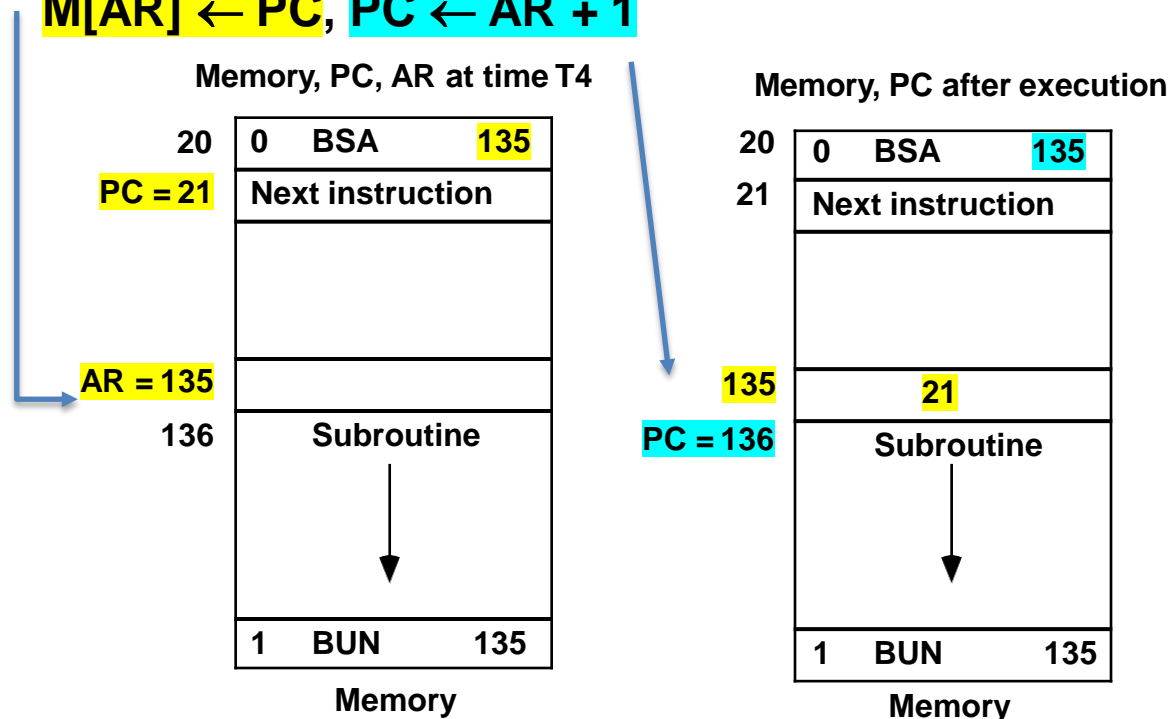 M[AR] ← PC, PC ← AR + 1
Memory, PC, AR at time T4
20 0 BSA 135
PC = 21 Next instruction
AR = 135
136 Subroutine
1 BUN 135
Memory
Memory, PC after execution
20 0 BSA 135
21 Next instruction
135 21
PC = 136 Subroutine
1 BUN 135
Memory